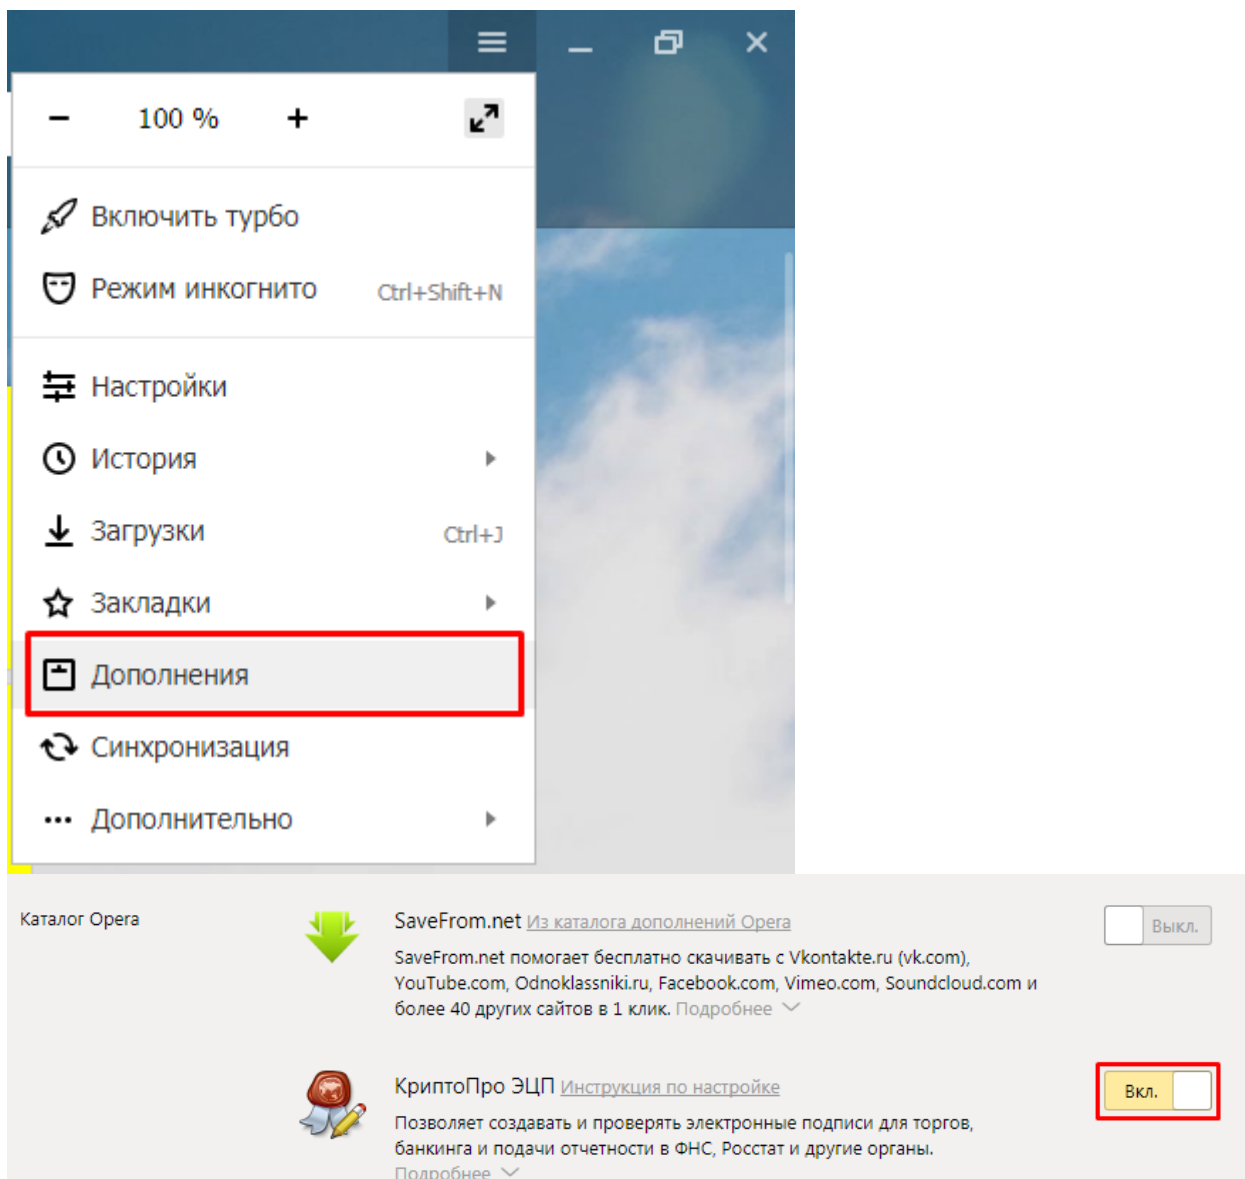 100 %
Включить турбо
Режим инкогнито Ctrl+Shift+N
Настройки
История
Загрузки Ctrl+J
Закладки
Дополнения
Синхронизация
Дополнительно
Каталог Opera
SaveFrom.net Из каталога дополнений Opera
Выкл.
SaveFrom.net помогает бесплатно скачивать с Vkontakte.ru (vk.com),
YouTube.com, Odnoklassniki.ru, Facebook.com, Vimeo.com, Soundcloud.com и
более 40 других сайтов в 1 клик. Подробнее
КриптоПро ЭЦП Инструкция по настройке
Вкл.
Позволяет создавать и проверять электронные подписи для торгов,
банкинга и подачи отчетности в ФНС, Росстат и другие органы.
Подробнее